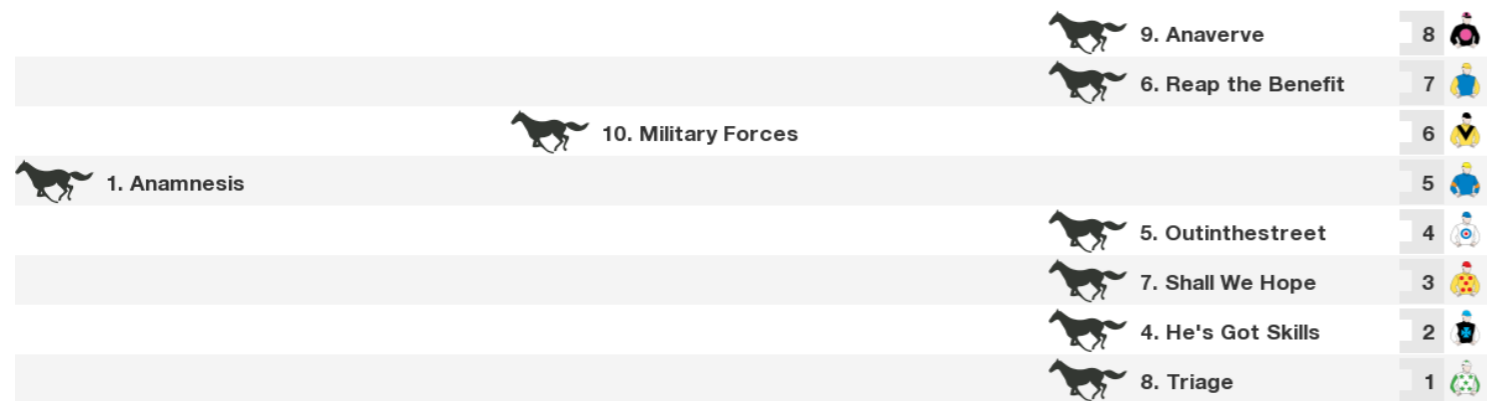 9. Anaverve 8
6. Reap the Benefit 7
10. Military Forces 6
1. Anamnesis 5
5. Outinthestreet 4
7. Shall We Hope 3
4. He's Got Skills 2
8. Triage 1